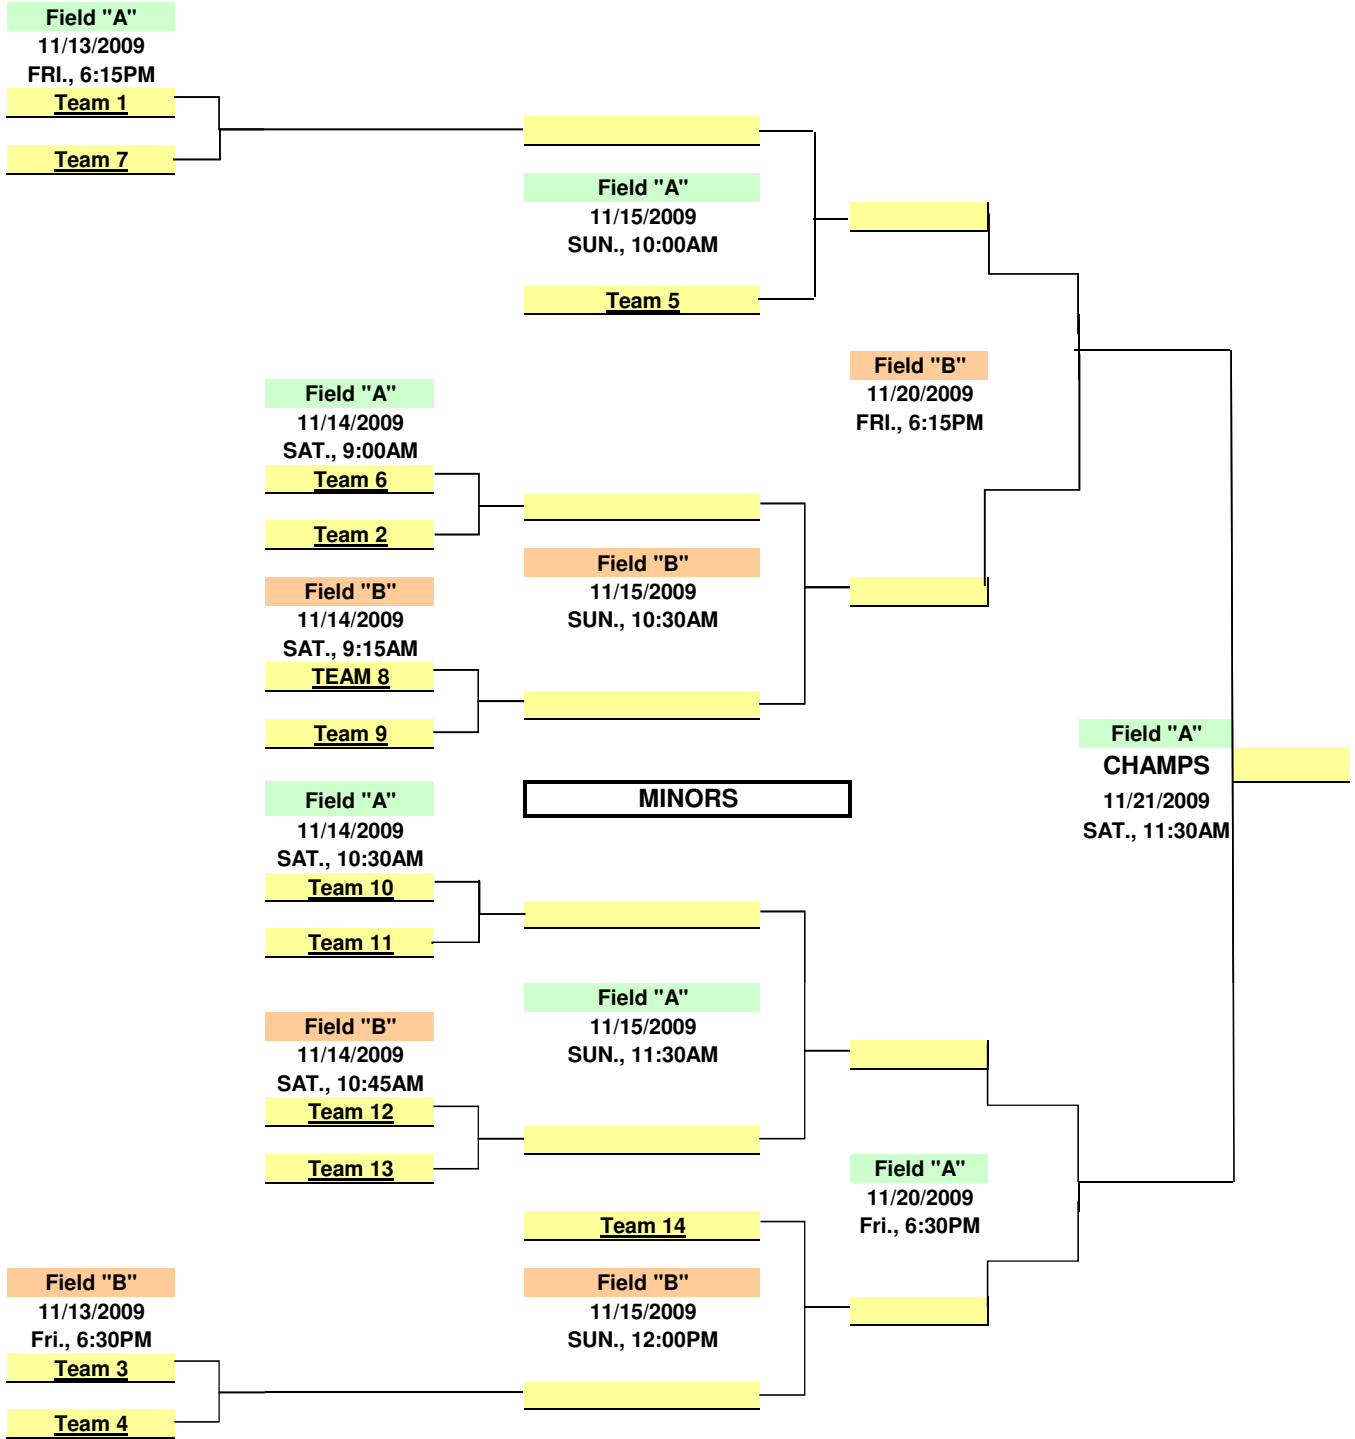 Field "A"
11/13/2009
FRI., 6:15PM
Team 1
Team 7
Field "A"
11/15/2009
SUN., 10:00AM
Team 5
Field "B"
11/20/2009
FRI., 6:15PM
Field "A"
11/14/2009
SAT., 9:00AM
Team 6
Team 2
Field "B"
11/15/2009
SUN., 10:30AM
Field "B"
11/14/2009
SAT., 9:15AM
TEAM 8
Team 9
Field "A"
CHAMPS
11/21/2009
SAT., 11:30AM
MINORS
Field "A"
11/14/2009
SAT., 10:30AM
Team 10
Team 11
Field "A"
11/15/2009
SUN., 11:30AM
Field "B"
11/14/2009
SAT., 10:45AM
Team 12
Team 13
Field "A"
11/20/2009
Fri., 6:30PM
Team 14
Field "B"
11/15/2009
SUN., 12:00PM
Field "B"
11/13/2009
Fri., 6:30PM
Team 3
Team 4